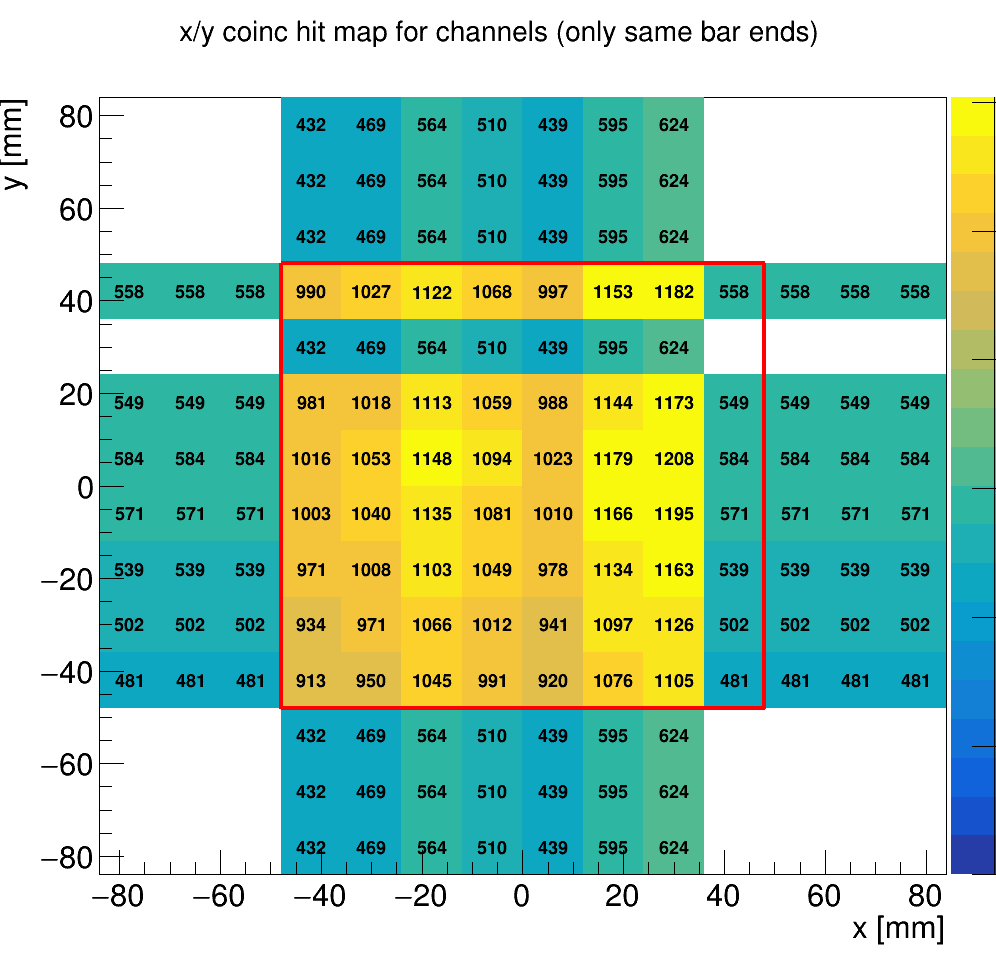 x/y coinc hit map for channels (only same bar ends)
y [mm]
80
432 469 564 510 439 595 624
432 469 564 510 439 595 624
60
432 469 564 510 439 595 624
40
558 558 558 990 1027 1122 1068 997 1153 1182 558 558 558 558
432 469 564 510 439 595 624
20
549 549 549 981 1018 1113 1059 988 1144 1173 549 549 549 549
584 584 584 1016 1053 1148 1094 1023 1179 1208 584 584 584 584
0
571 571 571 1003 1040 1135 1081 1010 1166 1195 571 571 571 571
539 539 539 971 1008 1103 1049 978 1134 1163 539 539 539 539
−20
502 502 502 934 971 1066 1012 941 1097 1126 502 502 502 502
−40
481 481 481 913 950 1045 991 920 1076 1105 481 481 481 481
432 469 564 510 439 595 624
−60
432 469 564 510 439 595 624
432 469 564 510 439 595 624
−80
−80 −60 −40 −20 0 20 40 60 80
x [mm]